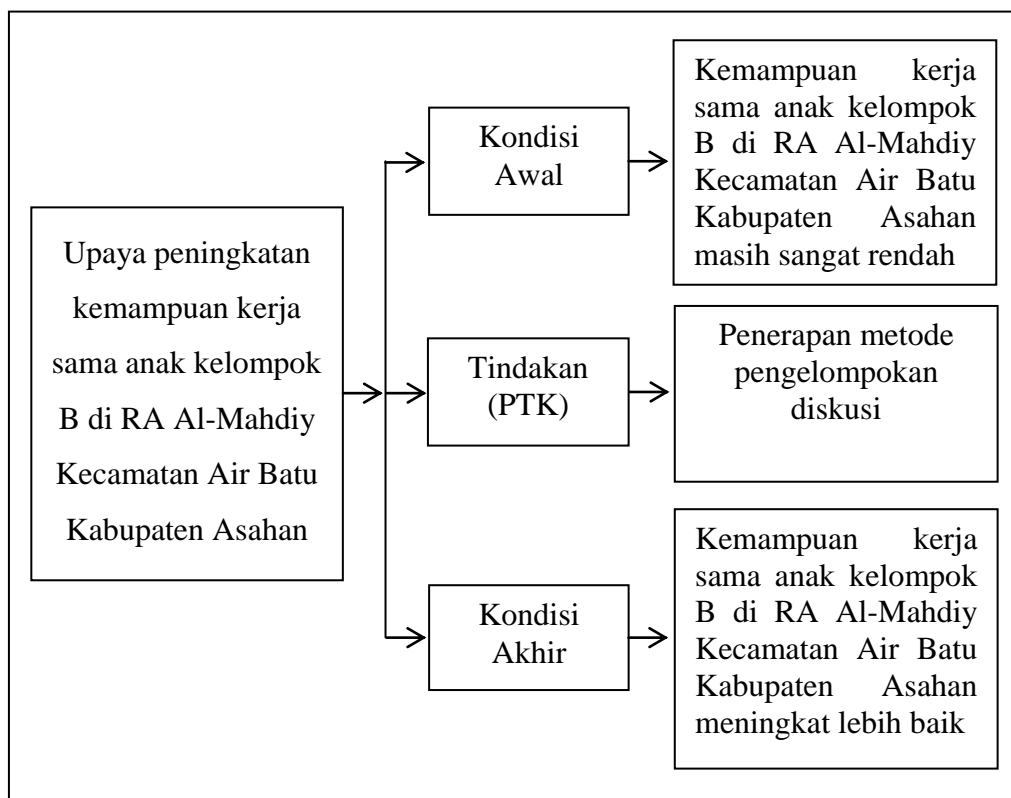 Upaya peningkatan
kemampuan kerja
sama anak kelompok
B di RA Al-Mahdiy
Kecamatan Air Batu
Kabupaten Asahan
Kondisi
Awal
Kemampuan kerja
sama anak kelompok
B di RA Al-Mahdiy
Kecamatan Air Batu
Kabupaten Asahan
masih sangat rendah
Tindakan
(PTK)
Penerapan metode
pengelompokan
diskusi
Kondisi
Akhir
Kemampuan kerja
sama anak kelompok
B di RA Al-Mahdiy
Kecamatan Air Batu
Kabupaten Asahan
meningkat lebih baik